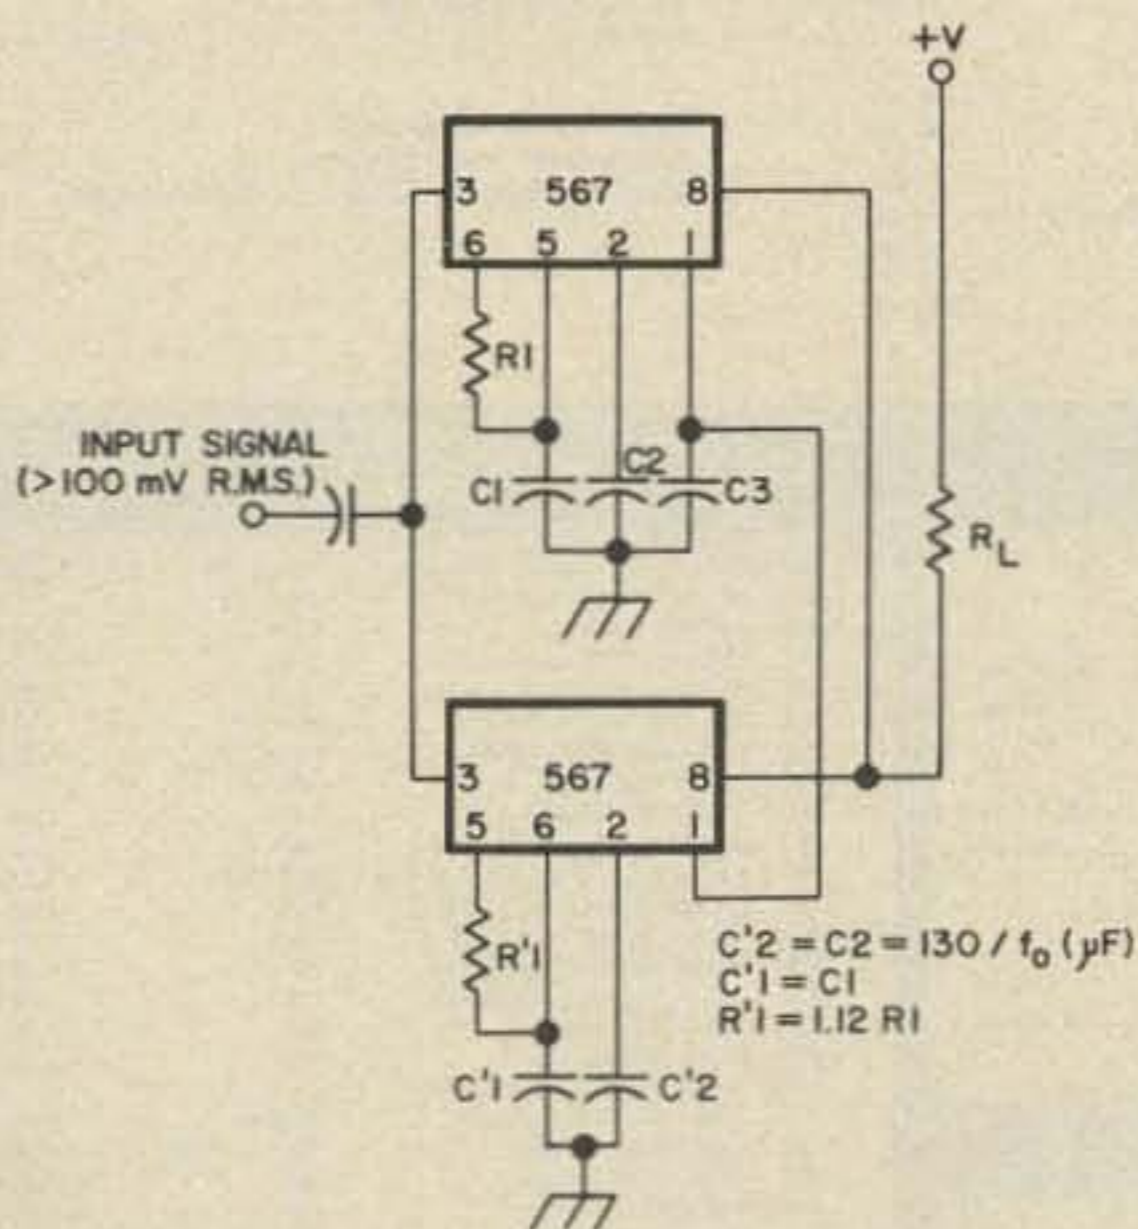 +V
3 567 8
6 5 2 1
R1
INPUT SIGNAL
(>100 mV R.M.S.)
C1 C2 C3
RL
3 567 8
5 6 2 1
R'1
C'2 = C2 = 130 / fo (µF)
C'1 = C1
R'1 = 1.12 R1
C'1 C'2